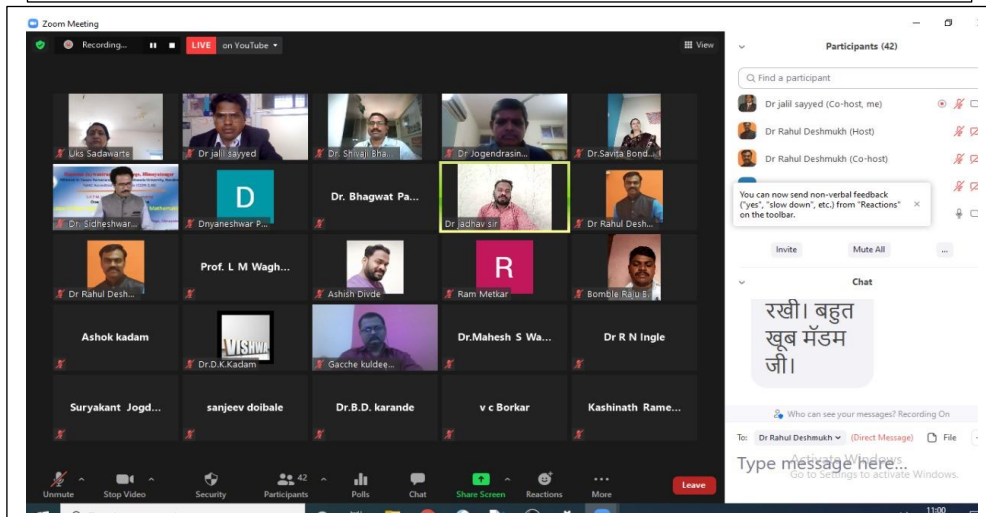 Zoom Meeting
Recording...
LIVE on YouTube
View
Participants (42)
Find a participant
Dr jalil sayyed (Co-host, me)
Dr Rahul Deshmukh (Host)
Dr Rahul Deshmukh (Co-host)
You can now send non-verbal feedback
("yes", "slow down", etc.) from "Reactions"
on the toolbar.
Invite
Mute All
...
Chat
रखी। बहुत
खूब मॅडम
जी।
Who can see your messages? Recording On
To: Dr Rahul Deshmukh (Direct Message)
File
Type message here...
Activate Windows
Go to Settings to activate Windows.
Uks Sadawarte
Dr jalil sayyed
Dr. Shivaji Bha...
Dr Jogendrasin...
Dr.Savita Bond...
Dr. Sidheshwar...
D
Dnyaneshwar P...
Dr. Bhagwat Pa...
Dr jadhav sir
Dr Rahul Desh...
Dr Rahul Desh...
Prof. L M Wagh...
Ashish Divde
R
Ram Metkar
Bomble Raju B.
Ashok kadam
VISHWA
Dr.D.K.Kadam
Gacche kuldee...
Dr.Mahesh S Wa...
Dr R N Ingle
Suryakant Jogd...
sanjeev doibale
Dr.B.D. karande
v c Borkar
Kashinath Rame...
Unmute
Stop Video
Security
42
Participants
Polls
Chat
Share Screen
Reactions
More
Leave
11:00